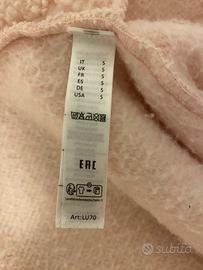 IT S
UK S
FR S
ES S
DE S
USA S
EAC
Art:LU70
subito